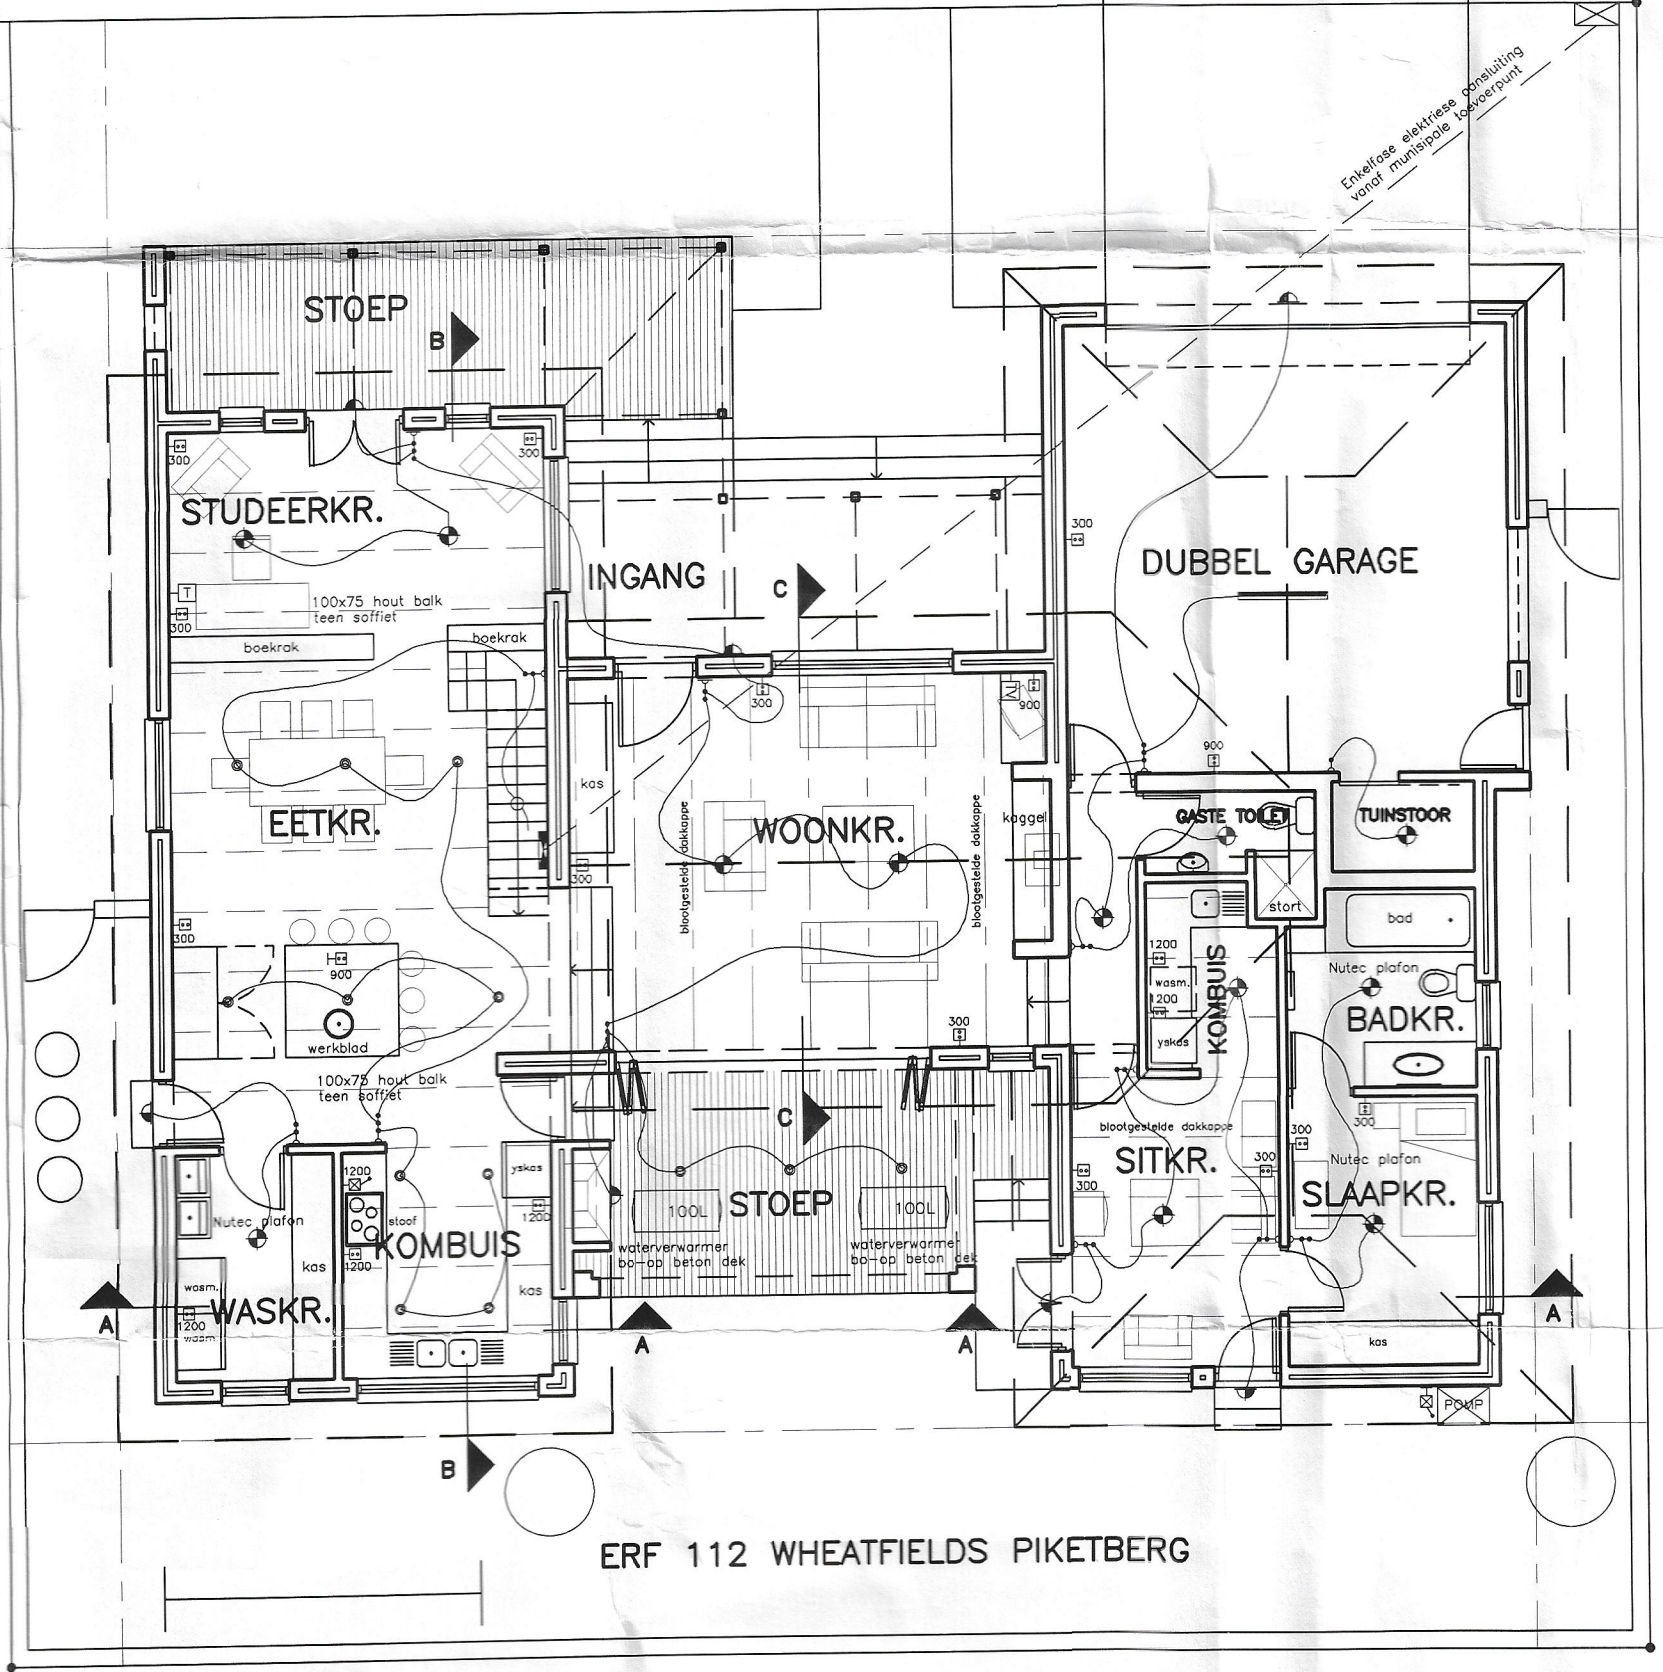 Enkelfase elektriese aansluiting
vanaf munisipale toevoerpunt
STOEP
B
300
300
STUDEERKR.
T
300
100x75 hout balk
teen soffiet
boekrak
boekrak
INGANG
C
300
DUBBEL GARAGE
300
TV
900
900
kas
EETKR.
blootgestelde dakkappe
WOONKR.
blootgestelde dakkappe
kaggel
GASTE TOILET
TUINSTOOR
300
stort
bad
300
900
werkblad
1200
wasm.
1200
yskas
KOMBUIS
Nutec plafon
BADKR.
300
100x75 hout balk
teen soffiet
C
blootgestelde dakkappe
SITKR.
300
300
300
300
Nutec plafon
SLAAPKR.
1200
stoof
1200
yskas
1200
KOMBUIS
kas
Nutec plafon
kas
wasm.
WASKR.
1200
wasm.
100L
STOEP
100L
waterverwarmer
bo-op beton dek
waterverwarmer
bo-op beton dek
A
A
A
A
kas
POMP
B
ERF 112 WHEATFIELDS PIKETBERG